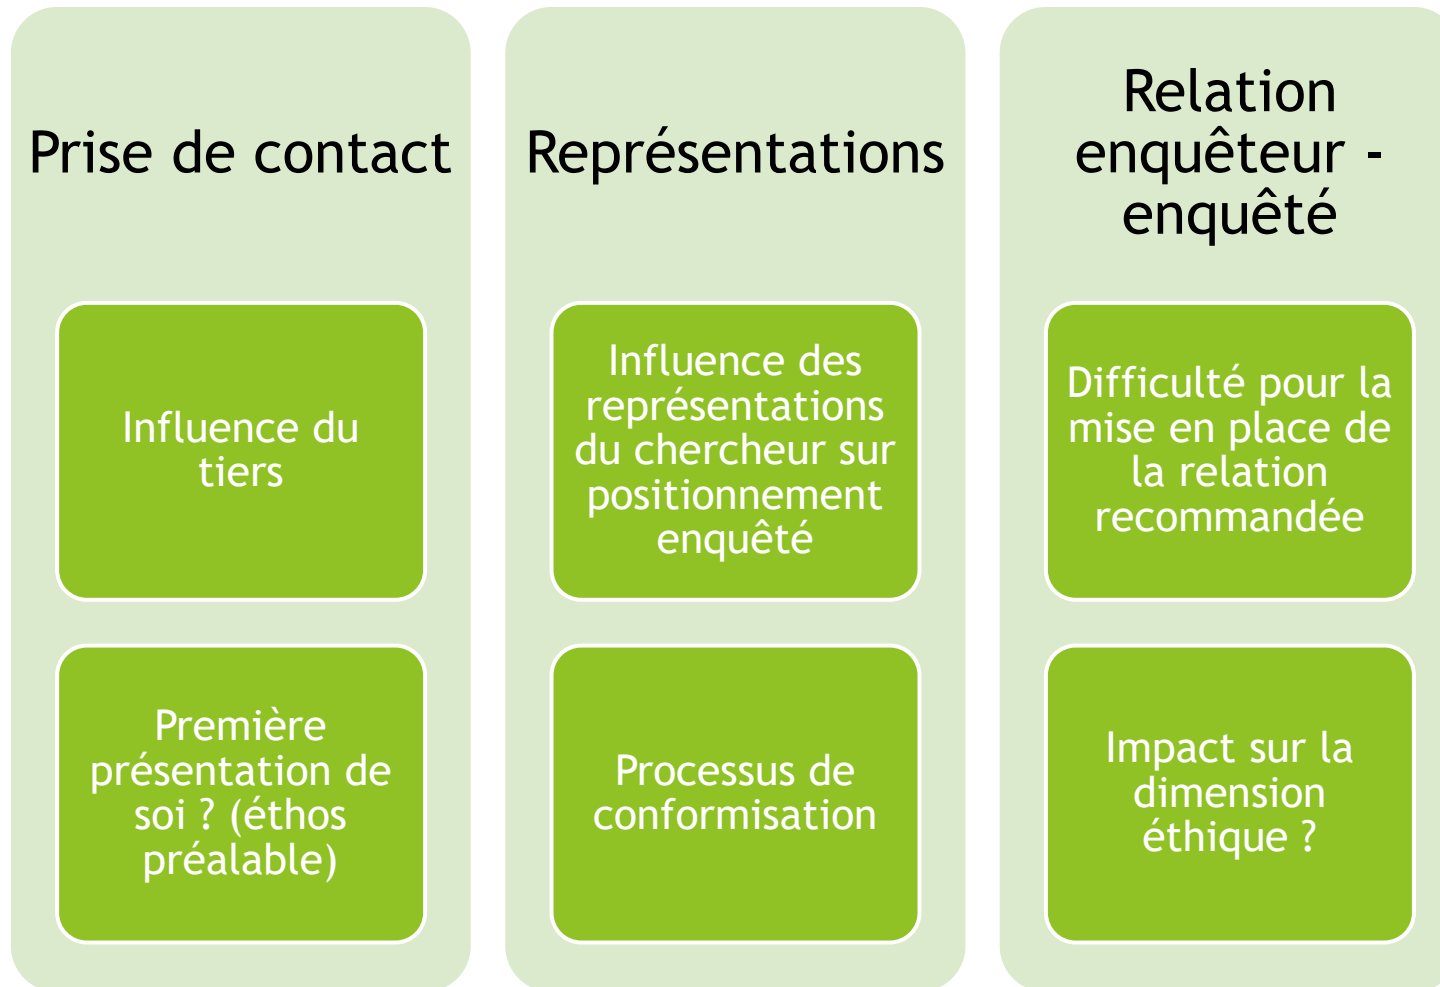 Prise de contact
Influence du
tiers
Première
présentation de
soi ? (éthos
préalable)
Représentations
Influence des
représentations
du chercheur sur
positionnement
enquêté
Processus de
conformisation
Relation
enquêteur -
enquêté
Difficulté pour la
mise en place de
la relation
recommandée
Impact sur la
dimension
éthique ?